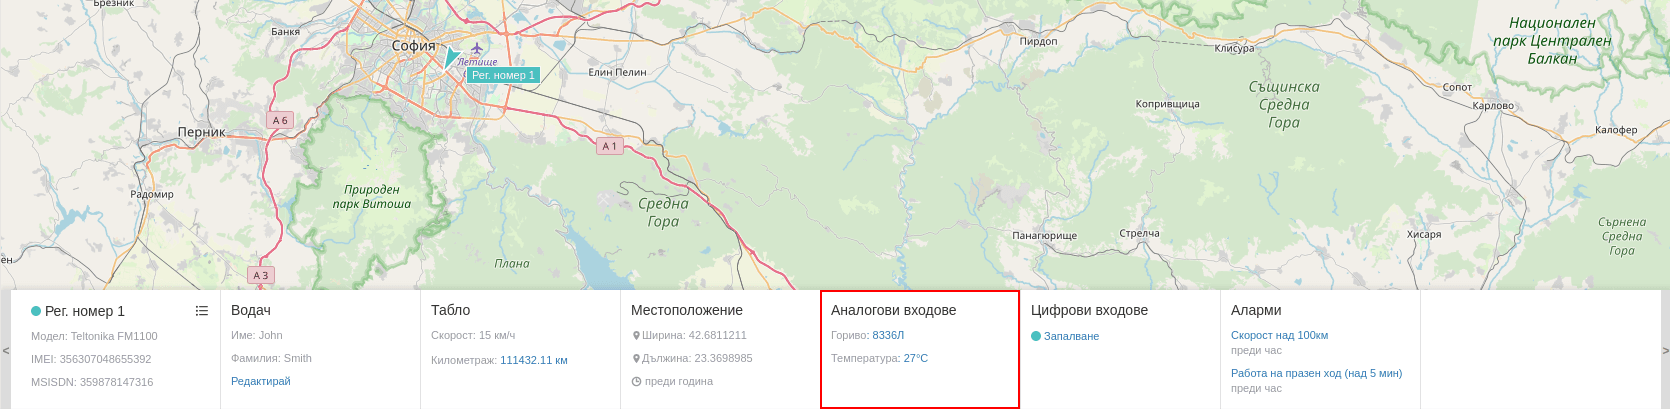 Брезник
Банкя
София
Летище
Рег. номер 1
Елин Пелин
Пирдоп
Клисура
Национален
парк Централен
Балкан
Сопот
Карлово
Калофер
Копривщица
Същинска
Средна
Гора
А 6
Перник
А 1
Природен
парк Витоша
Радомир
Средна
Гора
Панагюрище
Стрелча
Хисаря
Сърнена
Средна
Гора
ен
Плана
А 3
<
Рег. номер 1
Модел: Teltonika FM1100
IMEI: 356307048655392
MSISDN: 359878147316
Водач
Име: John
Фамилия: Smith
Редактирай
Табло
Скорост: 15 км/ч
Километраж: 111432.11 км
Местоположение
Ширина: 42.6811211
Дължина: 23.3698985
преди година
Аналогови входове
Гориво: 8336Л
Температура: 27°C
Цифрови входове
Запалване
Аларми
Скорост над 100км
преди час
Работа на празен ход (над 5 мин)
преди час
>